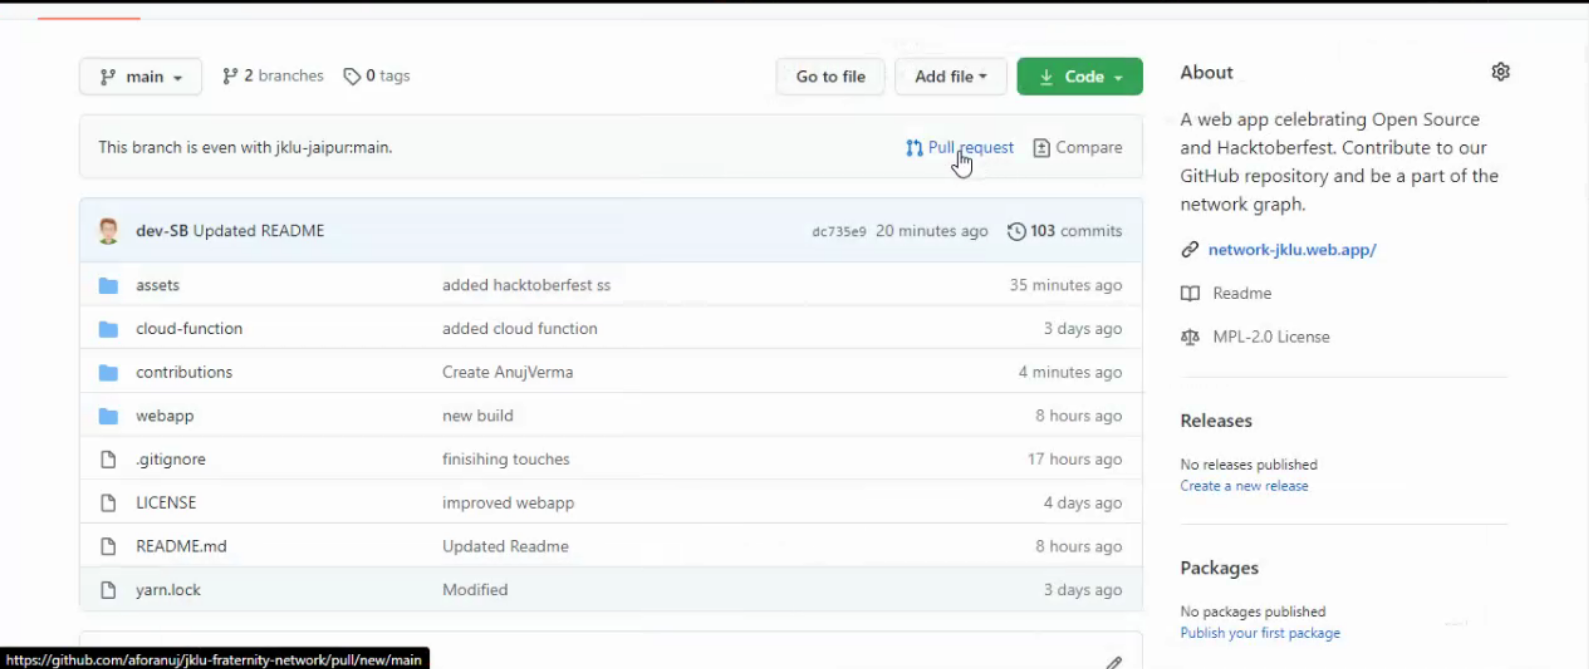 main 2 branches 0 tags Go to file Add file Code
This branch is even with jklu-jaipur:main. Pull request Compare
dev-SB Updated README dc735e9 20 minutes ago 103 commits
assets added hacktoberfest ss 35 minutes ago
cloud-function added cloud function 3 days ago
contributions Create AnujVerma 4 minutes ago
webapp new build 8 hours ago
.gitignore finisihing touches 17 hours ago
LICENSE improved webapp 4 days ago
README.md Updated Readme 8 hours ago
yarn.lock Modified 3 days ago
About
A web app celebrating Open Source
and Hacktoberfest. Contribute to our
GitHub repository and be a part of the
network graph.
network-jklu.web.app/
Readme
MPL-2.0 License
Releases
No releases published
Create a new release
Packages
No packages published
Publish your first package
https://github.com/aforanuj/jklu-fraternity-network/pull/new/main